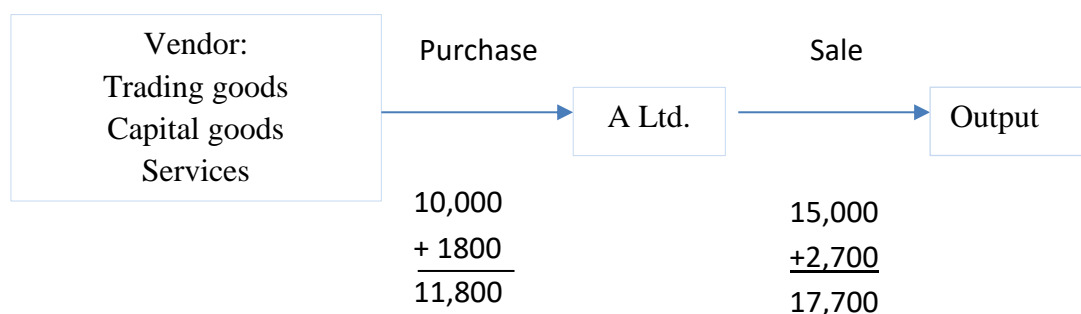 Vendor:
Trading goods
Capital goods
Services
Purchase
A Ltd.
Sale
Output
10,000
+ 1800
11,800
15,000
+2,700
17,700